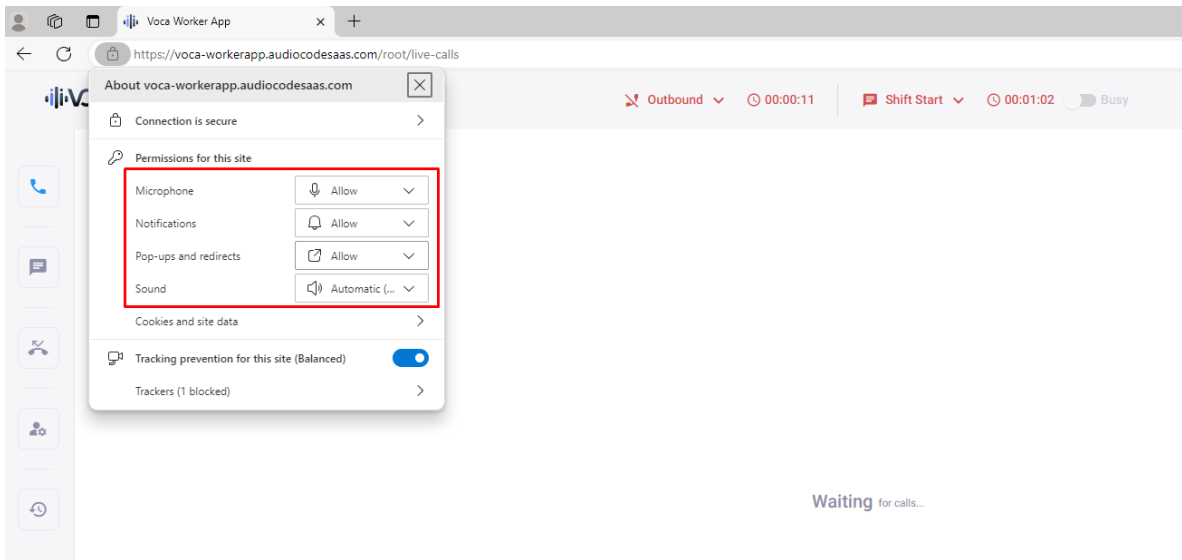 Voca Worker App
https://voca-workerapp.audiocodesaas.com/root/live-calls
About voca-workerapp.audiocodesaas.com
Connection is secure
Permissions for this site
Microphone Allow
Notifications Allow
Pop-ups and redirects Allow
Sound Automatic (...
Cookies and site data
Tracking prevention for this site (Balanced)
Trackers (1 blocked)
Outbound 00:00:11 Shift Start 00:01:02 Busy
Waiting for calls...